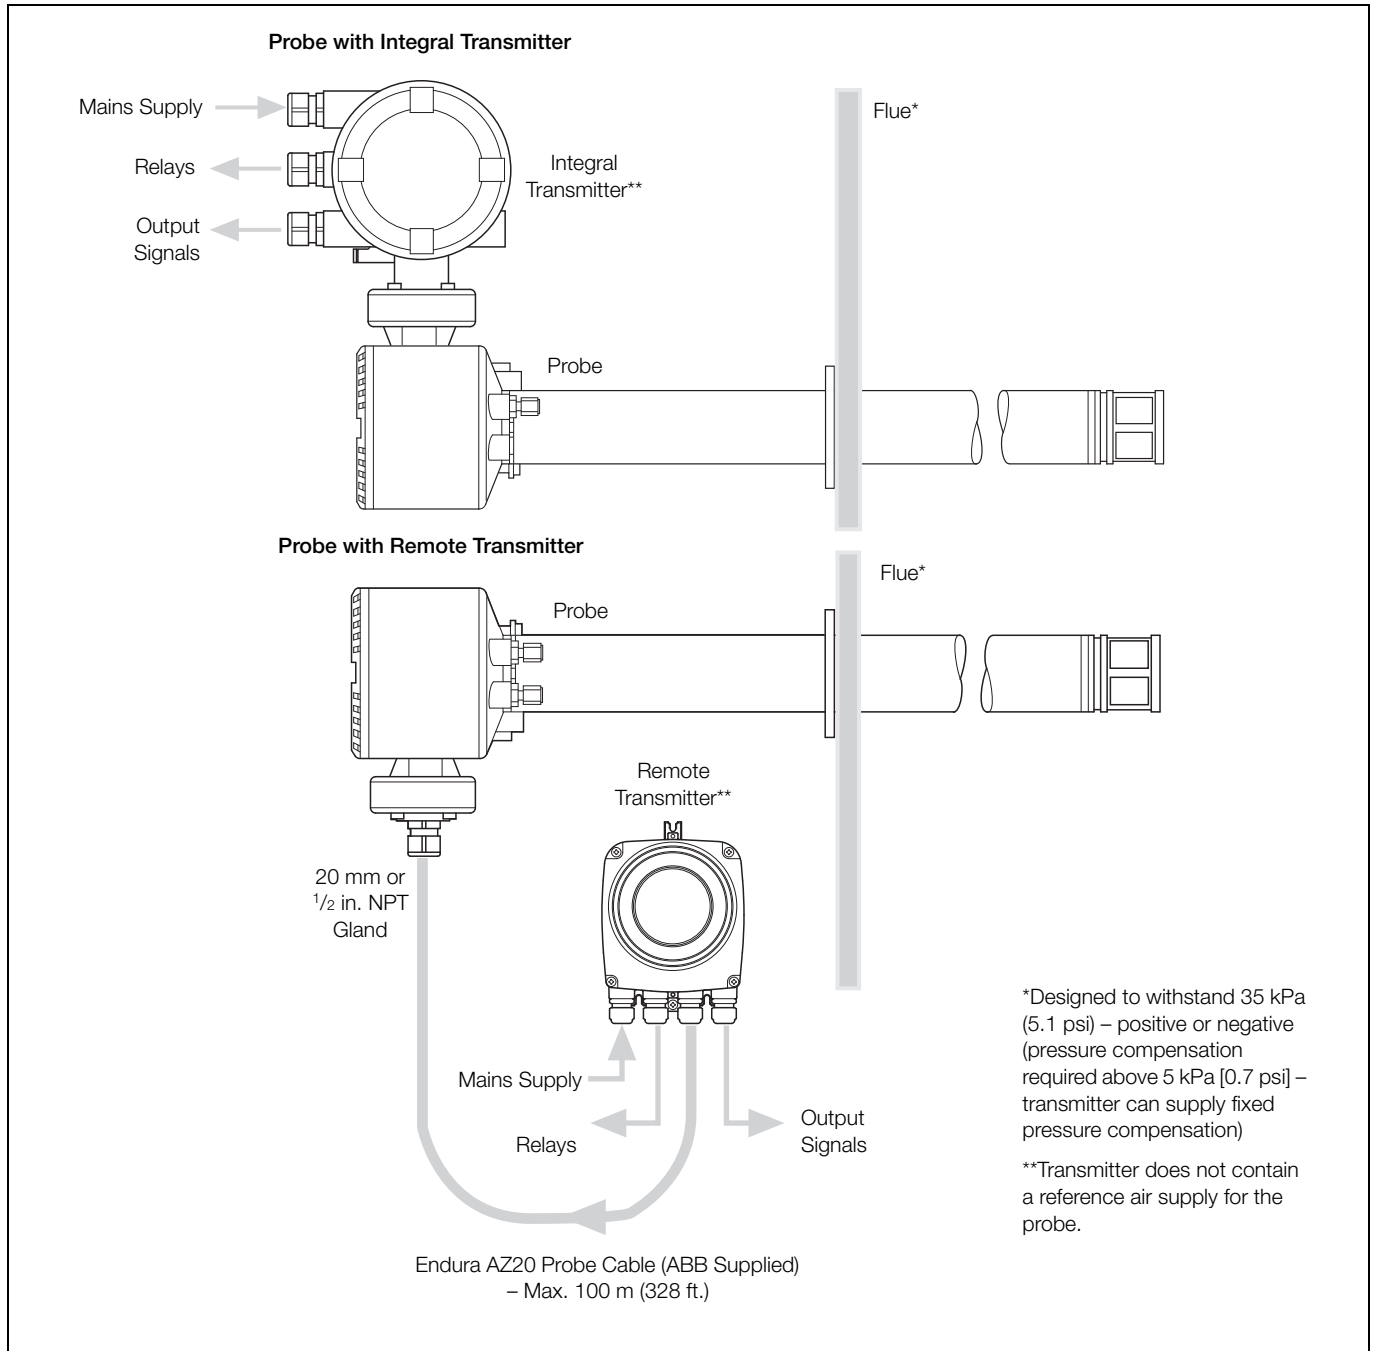 Probe with Integral Transmitter
Mains Supply
Flue*
Relays
Integral
Transmitter**
Output
Signals
Probe
Probe with Remote Transmitter
Flue*
Probe
Remote
Transmitter**
20 mm or
1/2 in. NPT
Gland
Mains Supply
Relays
Output
Signals
Endura AZ20 Probe Cable (ABB Supplied)
– Max. 100 m (328 ft.)
*Designed to withstand 35 kPa
(5.1 psi) – positive or negative
(pressure compensation
required above 5 kPa [0.7 psi] –
transmitter can supply fixed
pressure compensation)
**Transmitter does not contain
a reference air supply for the
probe.